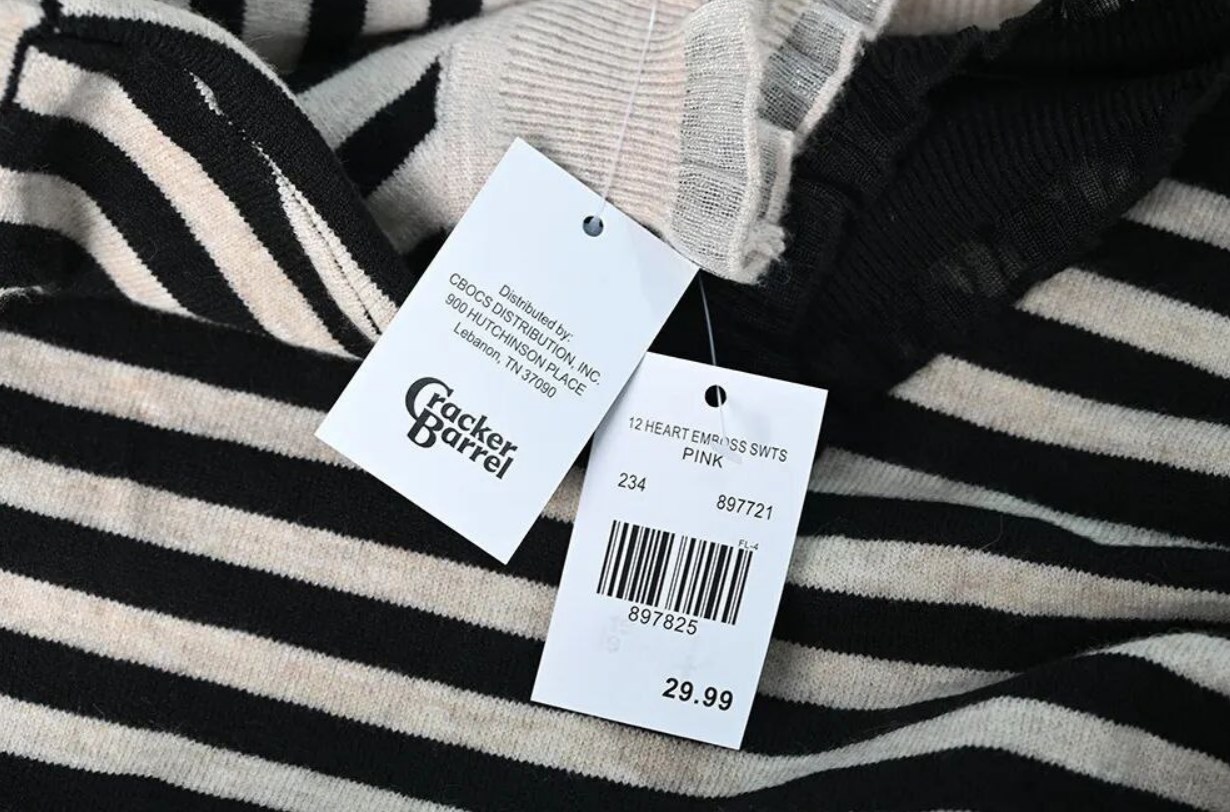 Distributed by:
CBOCS DISTRIBUTION, INC.
900 HUTCHINSON PLACE
Lebanon, TN 37090
Cracker
Barrel
12 HEART EMBOSS SWTS
PINK
234 897721
FL-4
897825
29.99